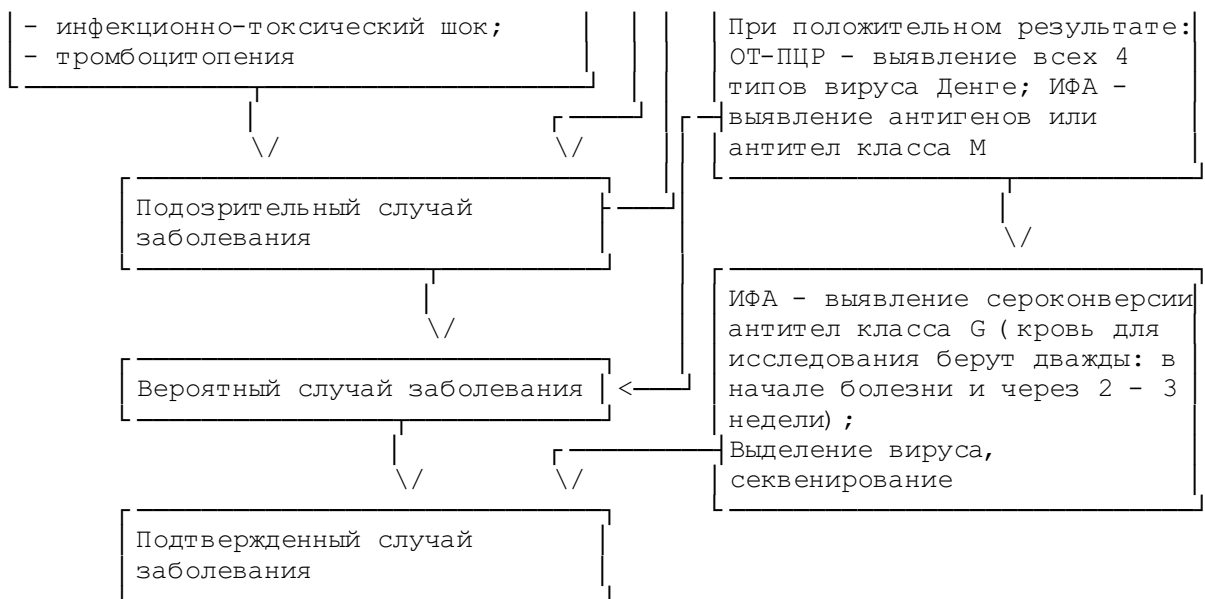 - инфекционно-токсический шок;
- тромбоцитопения
При положительном результате:
ОТ-ПЦР - выявление всех 4
типов вируса Денге; ИФА -
выявление антигенов или
антител класса М
Подозрительный случай
заболевания
ИФА - выявление сероконверсии
антител класса G (кровь для
исследования берут дважды: в
начале болезни и через 2 - 3
недели);
Выделение вируса,
секвенирование
Вероятный случай заболевания
Подтвержденный случай
заболевания